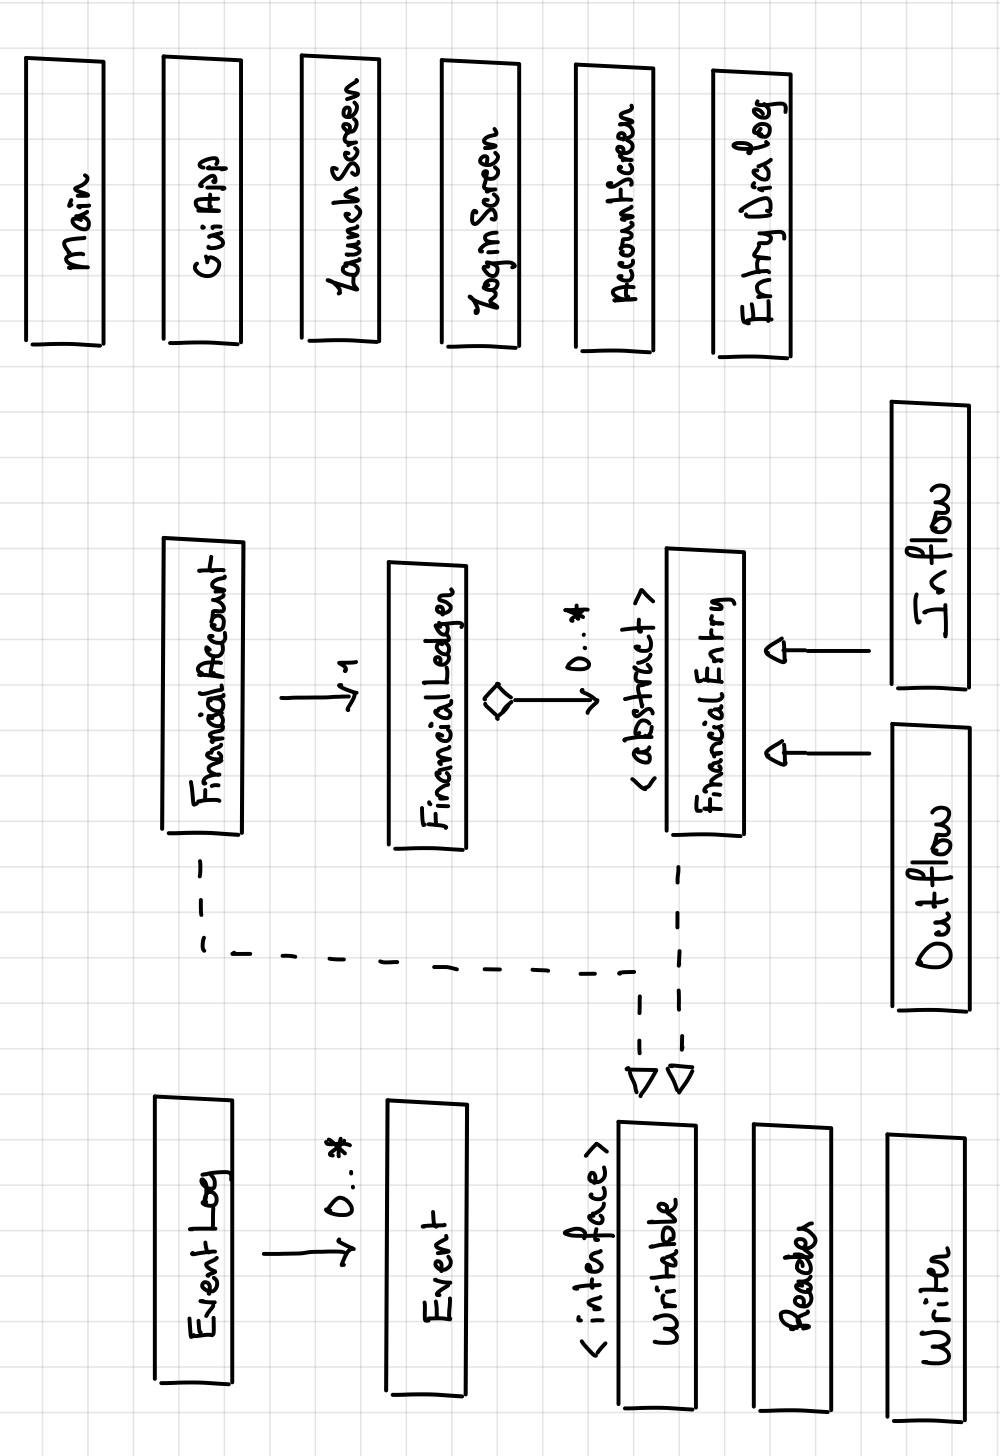 Main
EventLog
FinancialAccount
GuiApp
0..*
1
LaunchScreen
Event
FinancialLedger
LoginScreen
0..*
<interface>
<abstract>
AccountScreen
Writable
FinancialEntry
EntryDialog
Reader
Writer
Outflow
Inflow